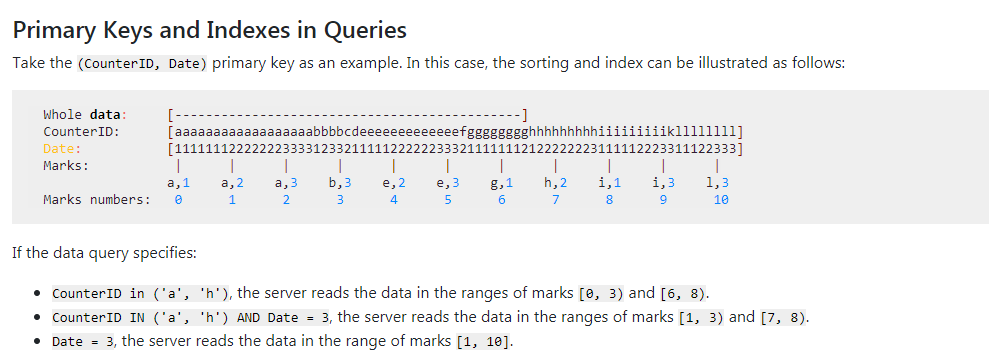 Primary Keys and Indexes in Queries
Take the (CounterID, Date) primary key as an example. In this case, the sorting and index can be illustrated as follows:
Whole data: [---------------------------------------------]
CounterID: [aaaaaaaaaaaaaaaaaabbbbcdeeeeeeeeeeeeefgggggggghhhhhhhhhiiiiiiiiikllllllll]
Date: [1111111222222233331233211111222222333211111112122222223111112223311122333]
Marks: | | | | | | | | | | |
a,1 a,2 a,3 b,3 e,2 e,3 g,1 h,2 i,1 i,3 l,3
Marks numbers: 0 1 2 3 4 5 6 7 8 9 10
If the data query specifies:
• CounterID in ('a', 'h'), the server reads the data in the ranges of marks [0, 3) and [6, 8).
• CounterID IN ('a', 'h') AND Date = 3, the server reads the data in the ranges of marks [1, 3) and [7, 8).
• Date = 3, the server reads the data in the range of marks [1, 10].